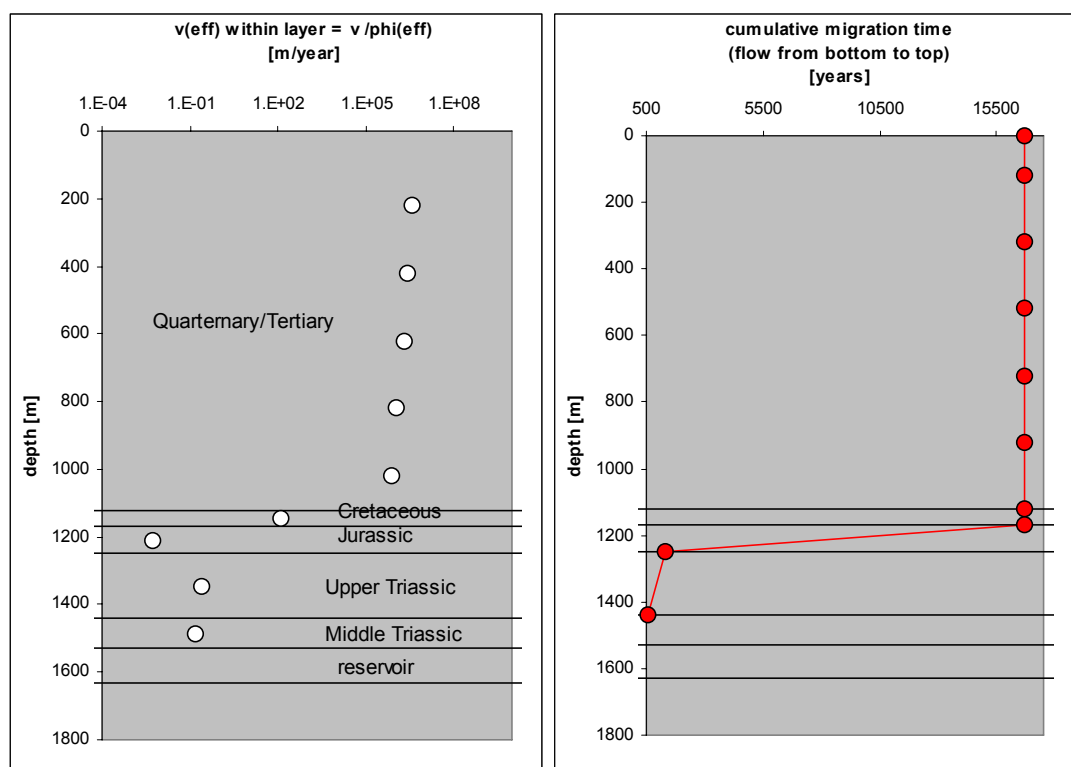 v(eff) within layer = v /phi(eff)
[m/year]
1.E-04 1.E-01 1.E+02 1.E+05 1.E+08
0
200
400
600
800
1000
1200
1400
1600
1800
depth [m]
Quarternary/Tertiary
Cretaceous
Jurassic
Upper Triassic
Middle Triassic
reservoir
cumulative migration time
(flow from bottom to top)
[years]
500 5500 10500 15500
0
200
400
600
800
1000
1200
1400
1600
1800
depth [m]